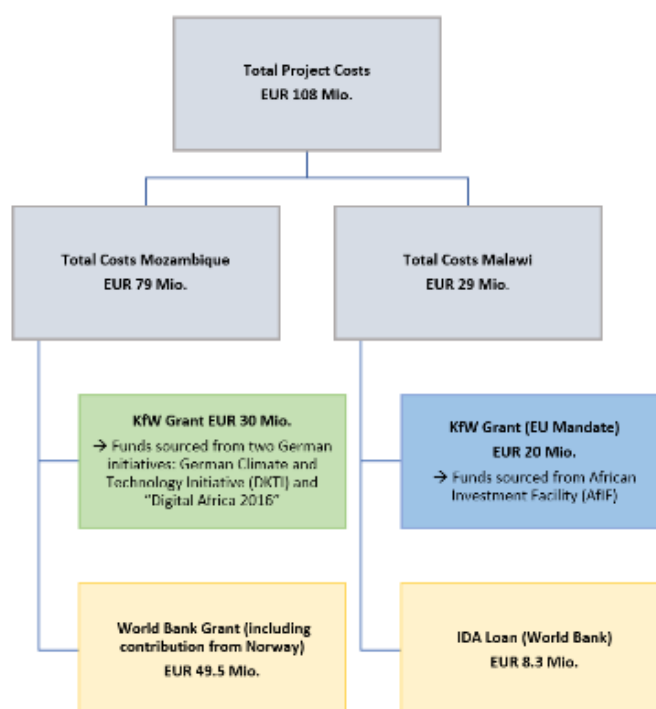 Total Project Costs
EUR 108 Mio.
Total Costs Mozambique
EUR 79 Mio.
Total Costs Malawi
EUR 29 Mio.
KfW Grant EUR 30 Mio.
→ Funds sourced from two German
initiatives: German Climate and
Technology Initiative (DKTI) and
“Digital Africa 2016”
KfW Grant (EU Mandate)
EUR 20 Mio.
→ Funds sourced from African
Investment Facility (AfIF)
World Bank Grant (including
contribution from Norway)
EUR 49.5 Mio.
IDA Loan (World Bank)
EUR 8.3 Mio.